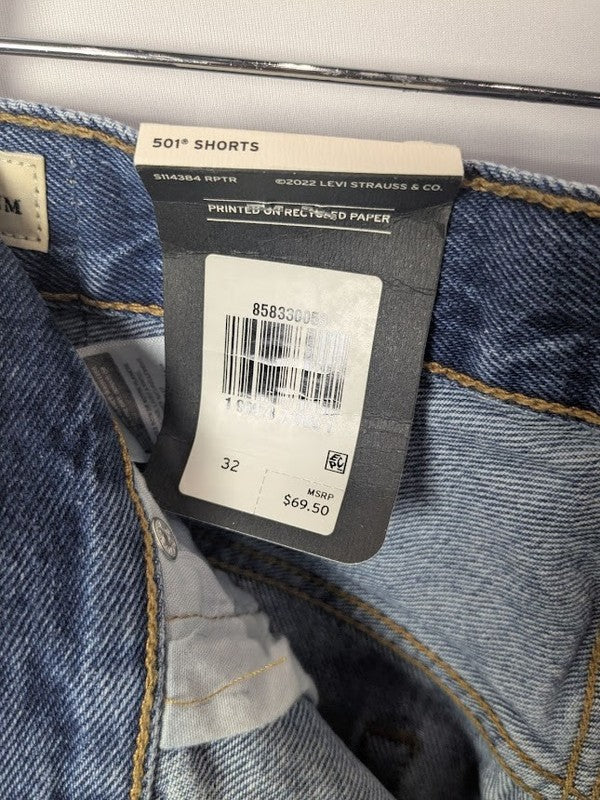 501® SHORTS
S114384 RPTR ©2022 LEVI STRAUSS & CO.
PRINTED ON RECYCLED PAPER
32
MSRP
$69.50